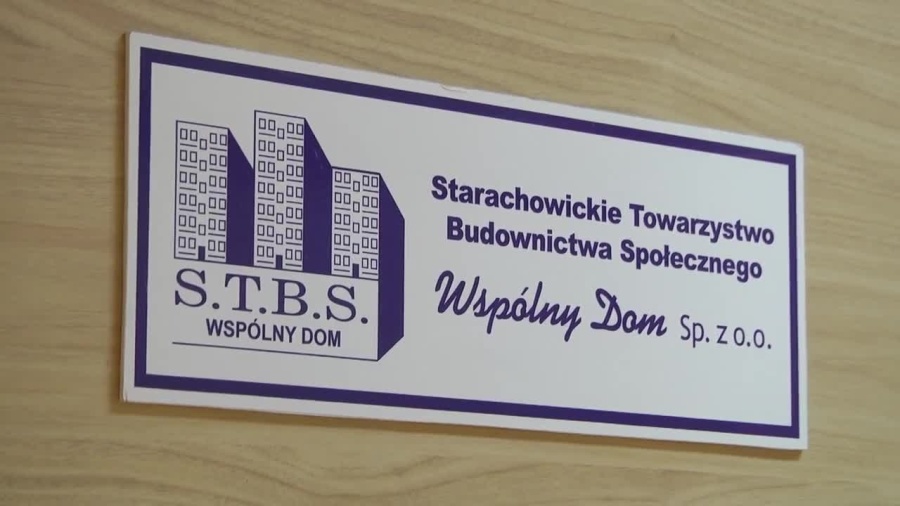 S.T.B.S.
WSPÓLNY DOM
Starachowickie Towarzystwo
Budownictwa Społecznego
Wspólny Dom Sp. z o.o.